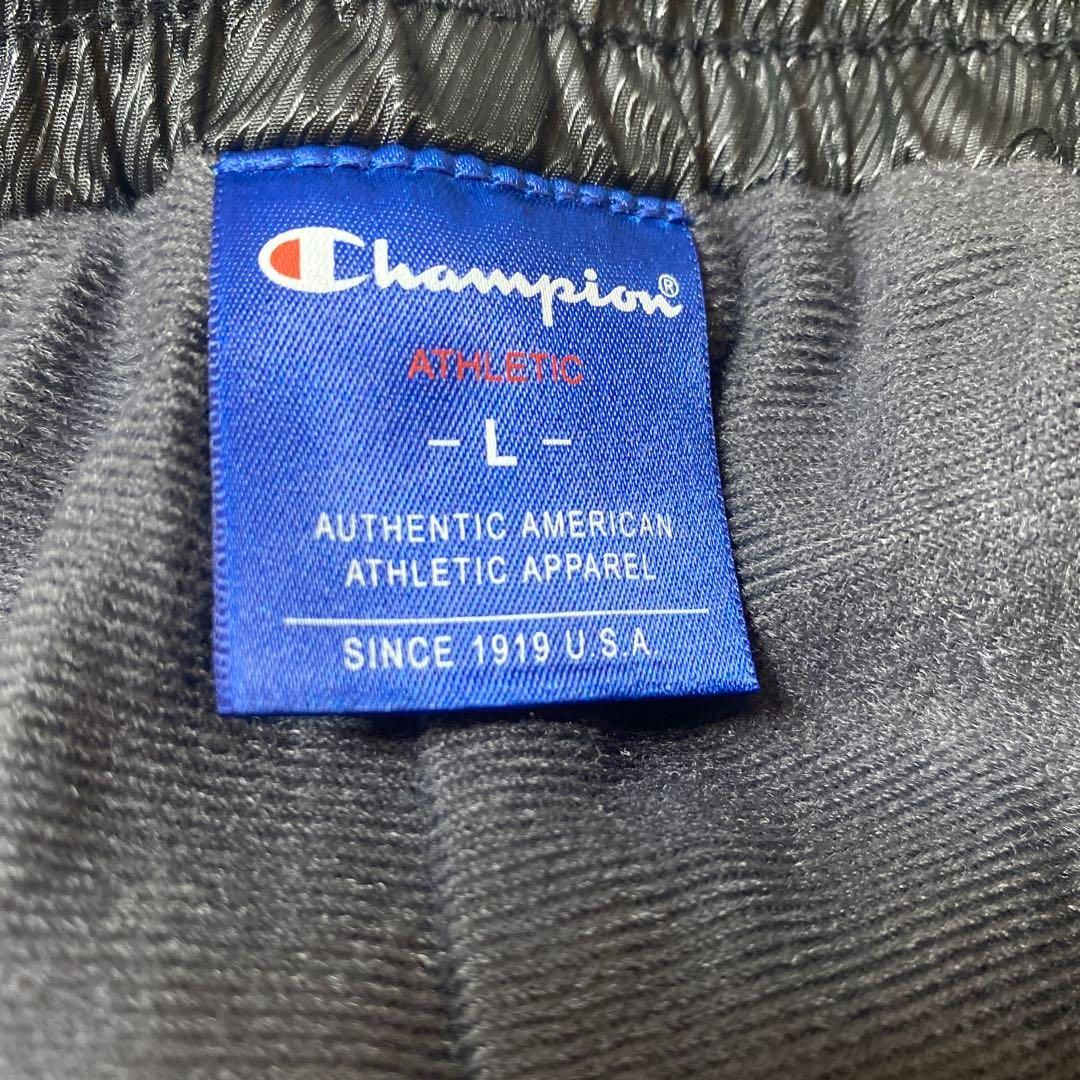 Champion®
ATHLETIC
- L -
AUTHENTIC AMERICAN
ATHLETIC APPAREL
SINCE 1919 U.S.A